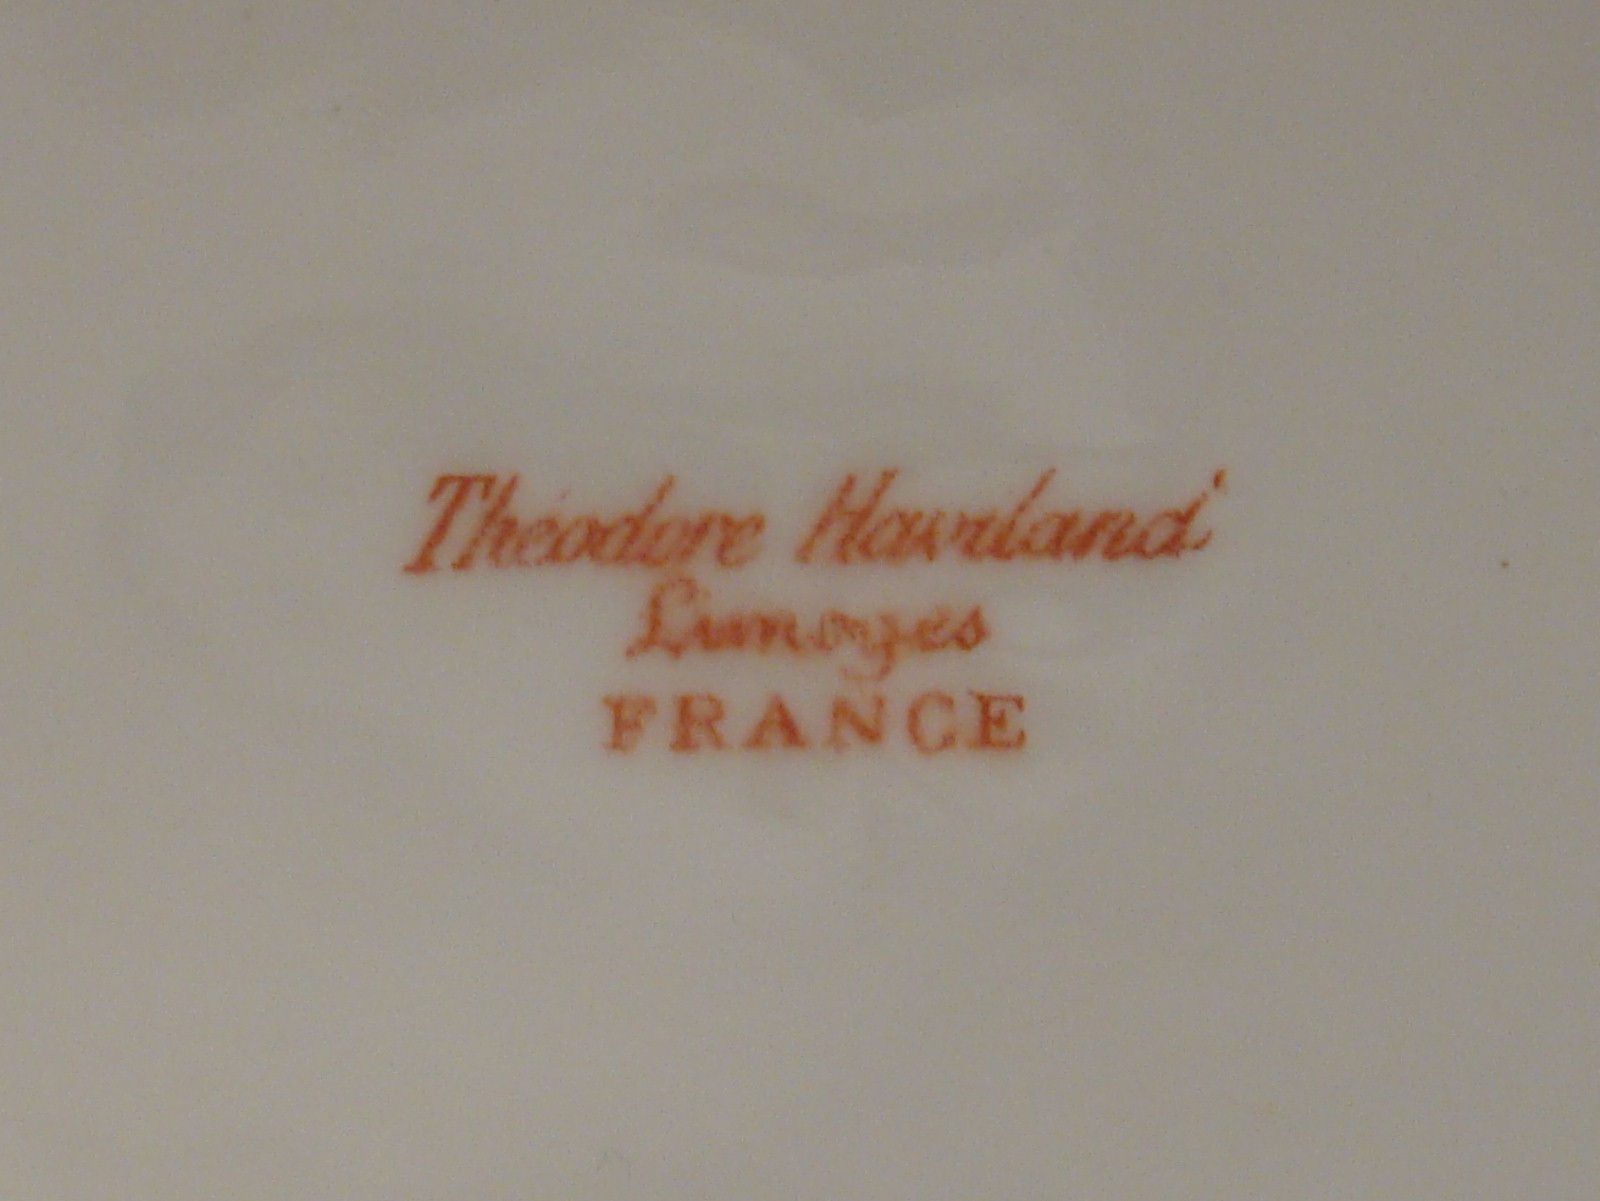 Théodore Haviland
Limoges
FRANCE